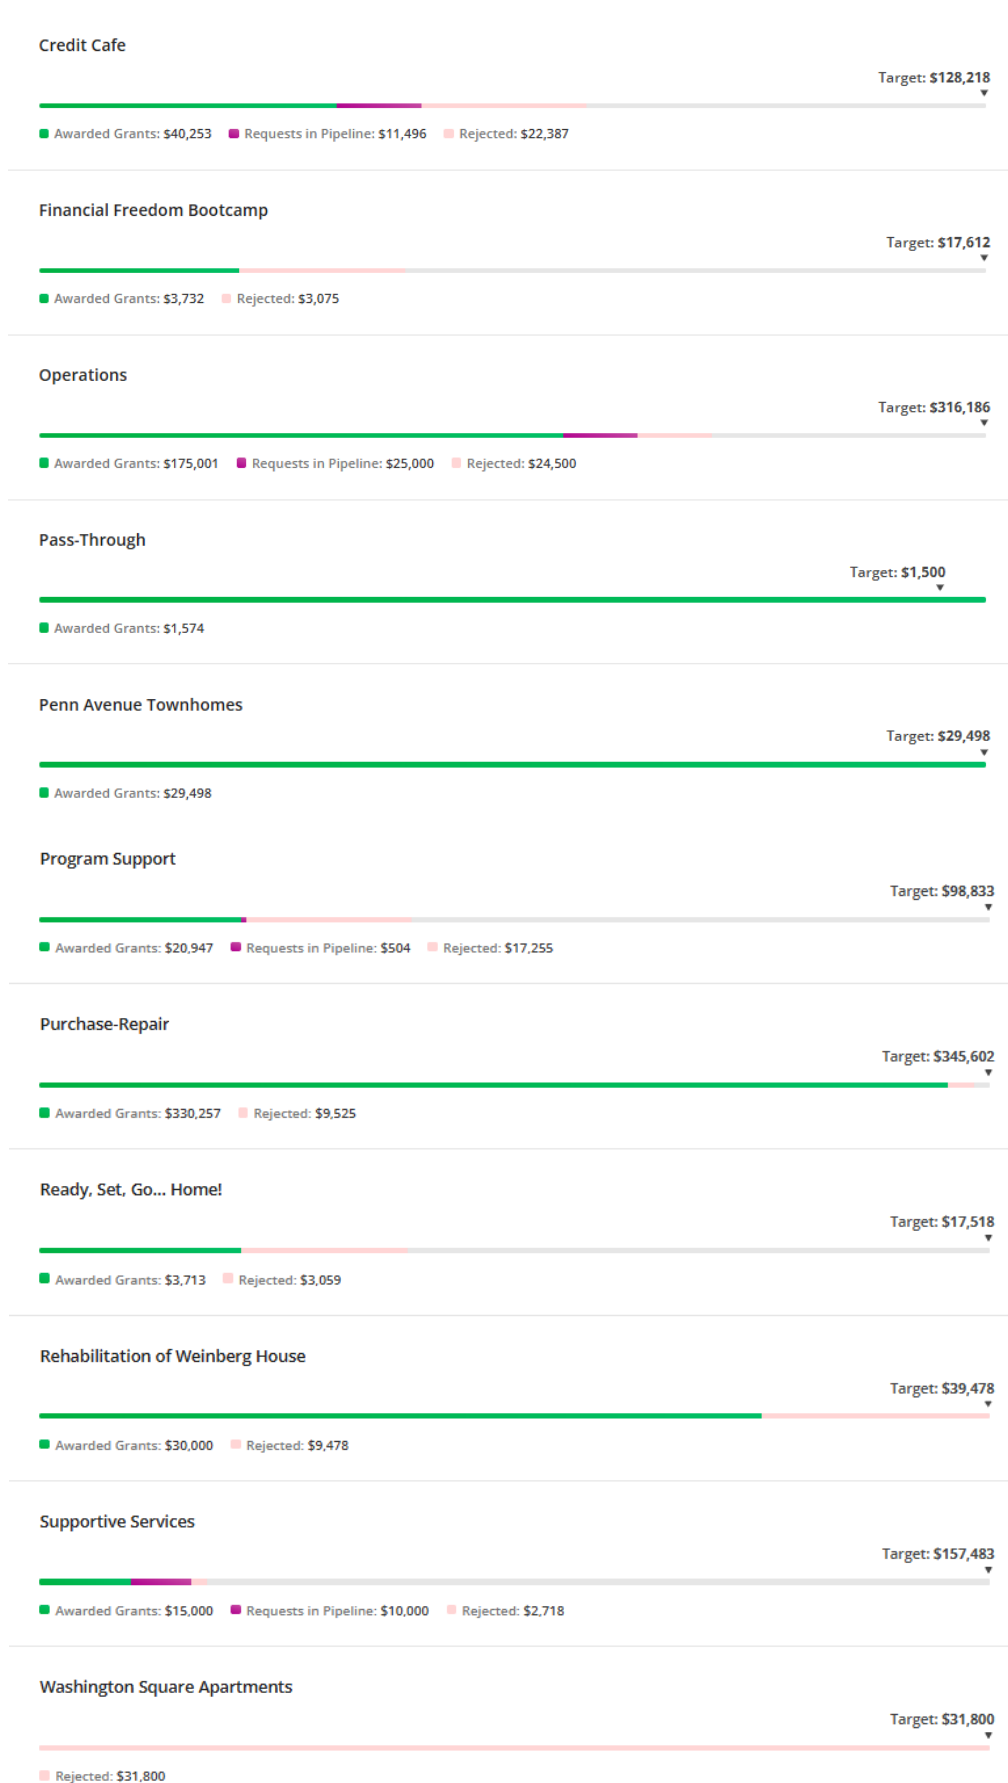 Credit Cafe
Target: $128,218
Awarded Grants: $40,253 Requests in Pipeline: $11,496 Rejected: $22,387
Financial Freedom Bootcamp
Target: $17,612
Awarded Grants: $3,732 Rejected: $3,075
Operations
Target: $316,186
Awarded Grants: $175,001 Requests in Pipeline: $25,000 Rejected: $24,500
Pass-Through
Target: $1,500
Awarded Grants: $1,574
Penn Avenue Townhomes
Target: $29,498
Awarded Grants: $29,498
Program Support
Target: $98,833
Awarded Grants: $20,947 Requests in Pipeline: $504 Rejected: $17,255
Purchase-Repair
Target: $345,602
Awarded Grants: $330,257 Rejected: $9,525
Ready, Set, Go... Home!
Target: $17,518
Awarded Grants: $3,713 Rejected: $3,059
Rehabilitation of Weinberg House
Target: $39,478
Awarded Grants: $30,000 Rejected: $9,478
Supportive Services
Target: $157,483
Awarded Grants: $15,000 Requests in Pipeline: $10,000 Rejected: $2,718
Washington Square Apartments
Target: $31,800
Rejected: $31,800